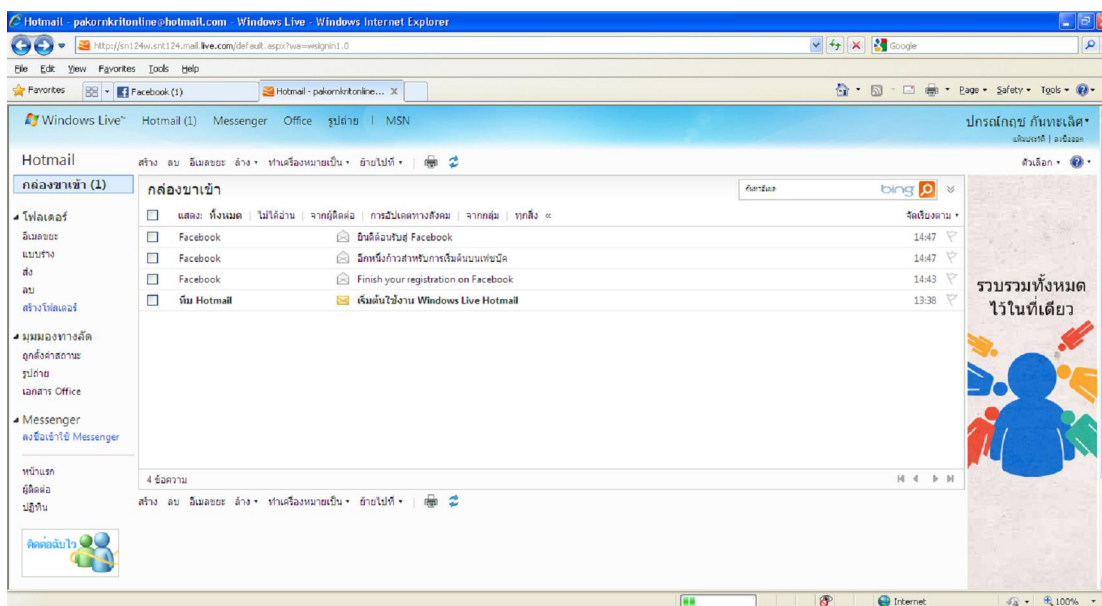 Hotmail - pakornkritonline@hotmail.com - Windows Live - Windows Internet Explorer
http://sn124w.snt124.mail.live.com/default.aspx?wa=wsignin1.0
Google
File Edit View Favorites Tools Help
Favorites Facebook (1) Hotmail - pakornkritonline... X Page Safety Tools
Windows Live™ Hotmail (1) Messenger Office รูปถ่าย | MSN ปกรณ์กฤช กันทะเลิศ
ลงชื่อออก
Hotmail สร้าง ลบ อีเมลขยะ ล้าง ทำเครื่องหมายเป็น ย้ายไปที่ ตัวเลือก
กล่องขาเข้า (1) กล่องขาเข้า ค้นหาอีเมล bing
โฟลเดอร์ แสดง: ทั้งหมด | ไม่ได้อ่าน | จากผู้ติดต่อ | การอัปเดตทางสังคม | จากกลุ่ม | ทุกสิ่ง « จัดเรียงตาม
อีเมลขยะ Facebook ยินดีต้อนรับสู่ Facebook 14:47
แบบร่าง Facebook อีกหนึ่งก้าวสำหรับการเริ่มต้นบนเฟซบุ๊ค 14:47
ส่ง Facebook Finish your registration on Facebook 14:43
ลบ
สร้างโฟลเดอร์ ทีม Hotmail เริ่มต้นใช้งาน Windows Live Hotmail 13:38
มุมมองทางลัด
ถูกตั้งค่าสถานะ
รูปถ่าย
เอกสาร Office
Messenger
ลงชื่อเข้าใช้ Messenger
หน้าแรก
ผู้ติดต่อ
ปฏิทิน
4 ข้อความ
สร้าง ลบ อีเมลขยะ ล้าง ทำเครื่องหมายเป็น ย้ายไปที่
ติดต่อฉับไว
รวบรวมทั้งหมด
ไว้ในที่เดียว
Internet 100%